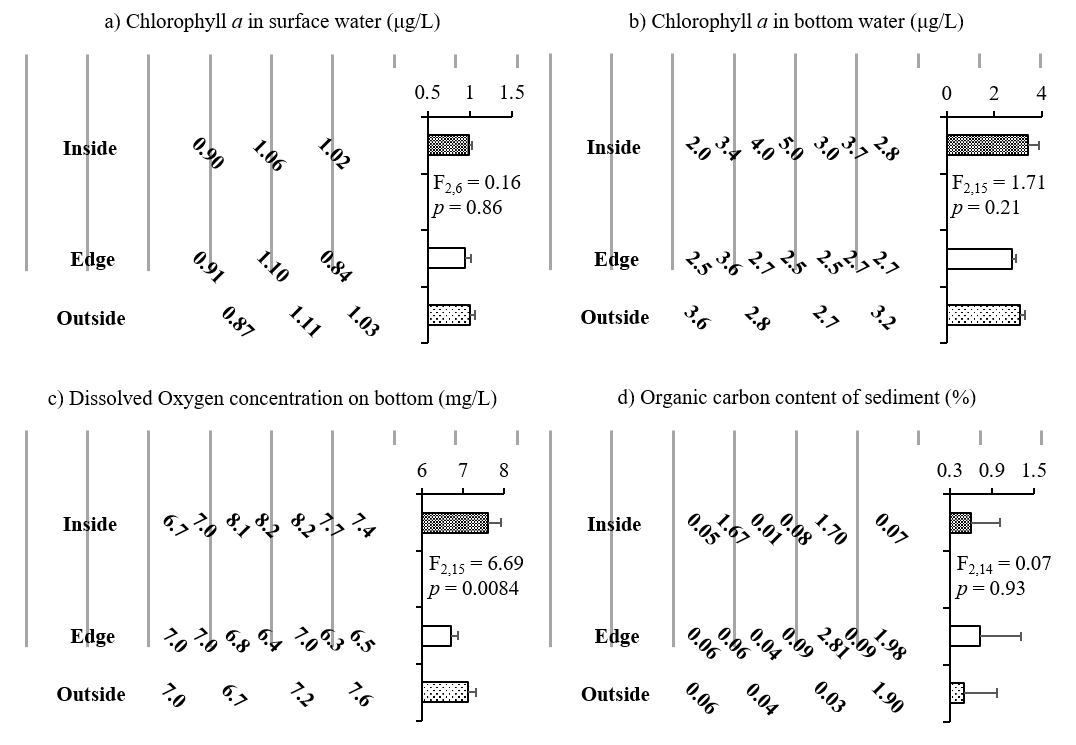 a) Chlorophyll a in surface water (µg/L)
0.5 1 1.5
Inside 0.90 1.06 1.02
F2,6 = 0.16
p = 0.86
Edge 0.91 1.10 0.84
Outside 0.87 1.11 1.03
b) Chlorophyll a in bottom water (µg/L)
0 2 4
Inside 2.0 3.4 4.0 5.0 3.0 3.7 2.8
F2,15 = 1.71
p = 0.21
Edge 2.5 3.6 2.7 2.5 2.5 2.7 2.7
Outside 3.6 2.8 2.7 3.2
c) Dissolved Oxygen concentration on bottom (mg/L)
6 7 8
Inside 6.7 7.0 8.1 8.2 8.2 7.7 7.4
F2,15 = 6.69
p = 0.0084
Edge 7.0 7.0 6.8 6.4 7.0 6.3 6.5
Outside 7.0 6.7 7.2 7.6
d) Organic carbon content of sediment (%)
0.3 0.9 1.5
Inside 0.05 1.67 0.01 0.08 1.70 0.07
F2,14 = 0.07
p = 0.93
Edge 0.06 0.06 0.04 0.09 2.81 0.09 1.98
Outside 0.06 0.04 0.03 1.90